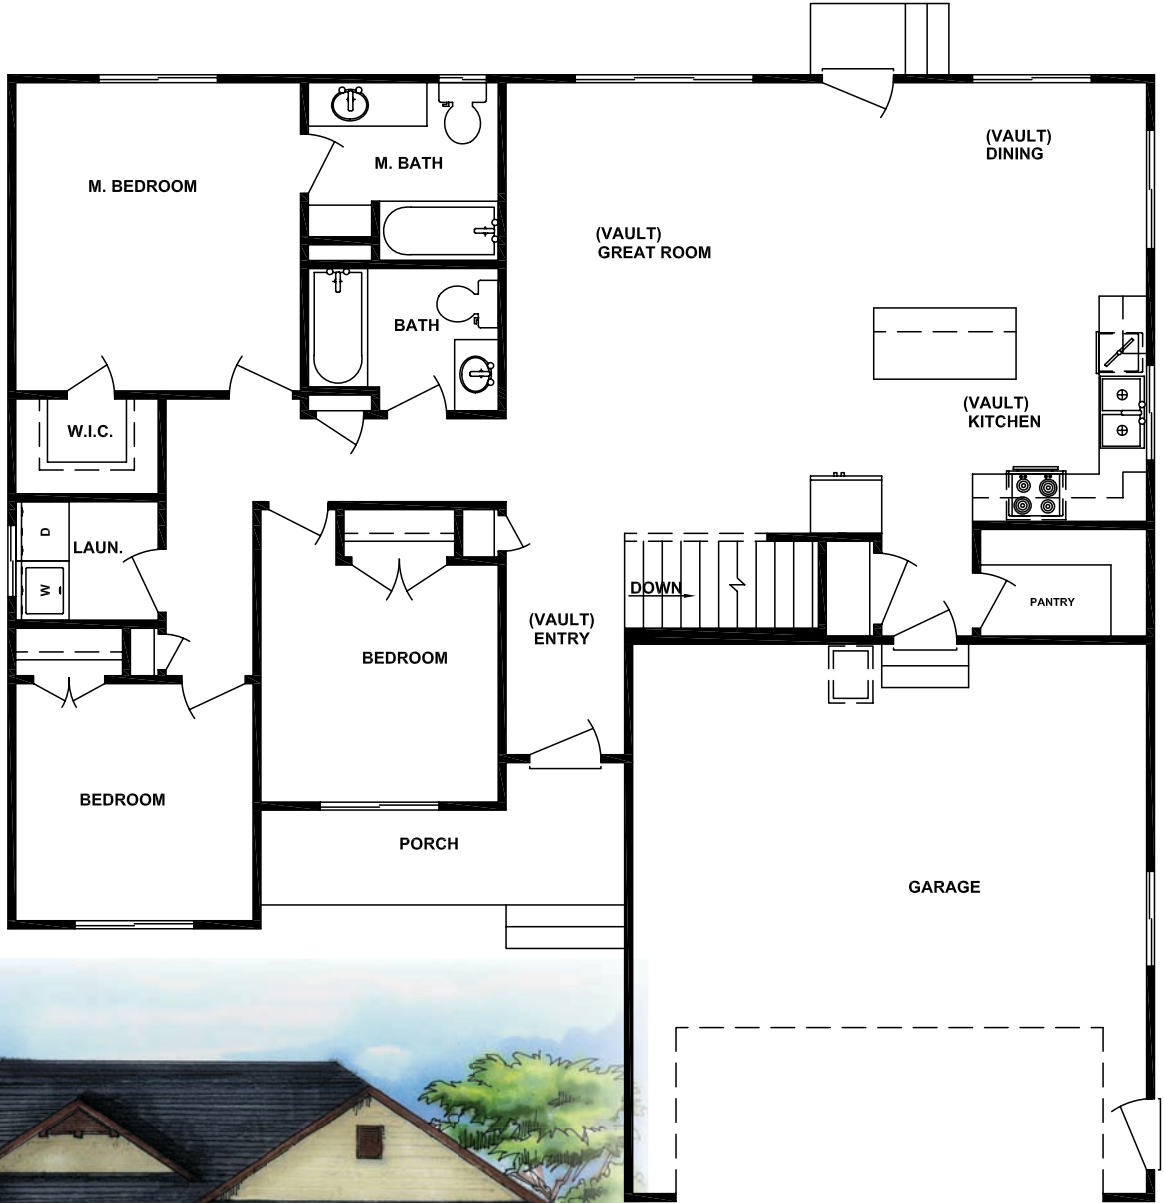 (VAULT)
DINING
M. BATH
M. BEDROOM
(VAULT)
GREAT ROOM
BATH
(VAULT)
KITCHEN
W.I.C.
D
LAUN.
W
DOWN
PANTRY
(VAULT)
ENTRY
BEDROOM
BEDROOM
PORCH
GARAGE